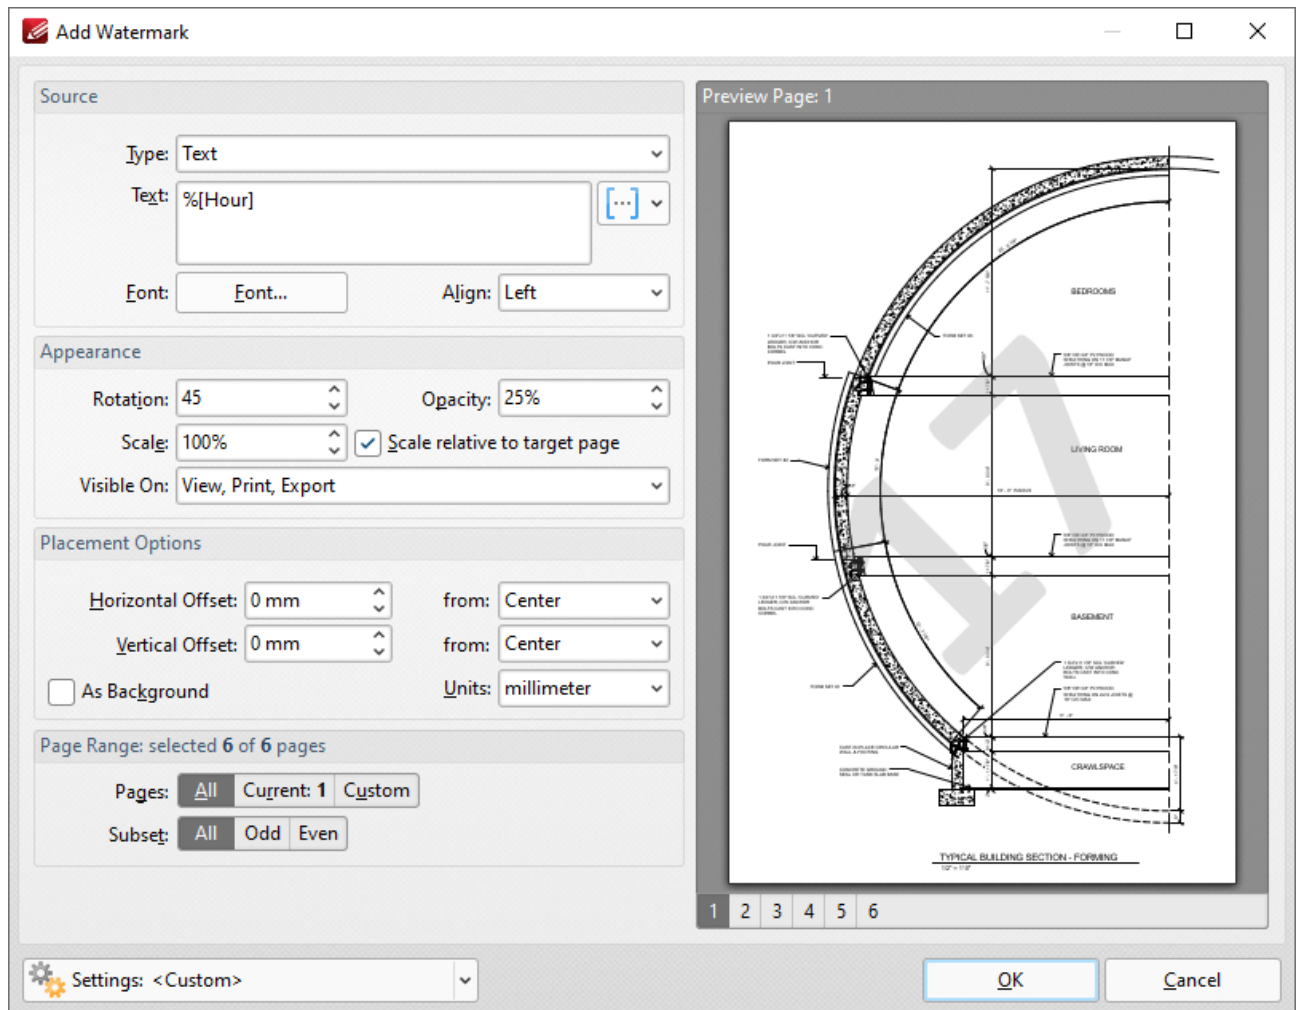 Add Watermark
Source
Type: Text
Text: %[Hour]
Font: Font...
Align: Left
Appearance
Rotation: 45
Opacity: 25%
Scale: 100%
Scale relative to target page
Visible On: View, Print, Export
Placement Options
Horizontal Offset: 0 mm
from: Center
Vertical Offset: 0 mm
from: Center
As Background
Units: millimeter
Page Range: selected 6 of 6 pages
Pages: All Current: 1 Custom
Subset: All Odd Even
Preview Page: 1
BEDROOMS
LIVING ROOM
BASEMENT
CRAWLSPACE
17
TYPICAL BUILDING SECTION - FORMING
1/2" = 1'0"
1 2 3 4 5 6
Settings: <Custom>
OK
Cancel